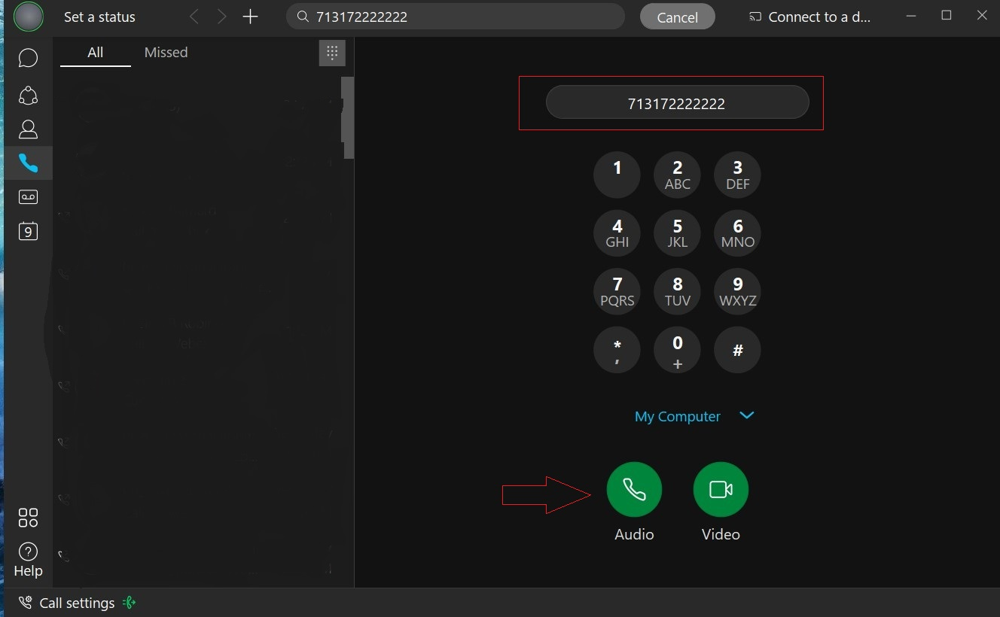 Set a status
713172222222
Cancel
Connect to a d...
All
Missed
713172222222
1
2
ABC
3
DEF
4
GHI
5
JKL
6
MNO
7
PQRS
8
TUV
9
WXYZ
*
,
0
+
#
9
My Computer
Audio
Video
Help
Call settings